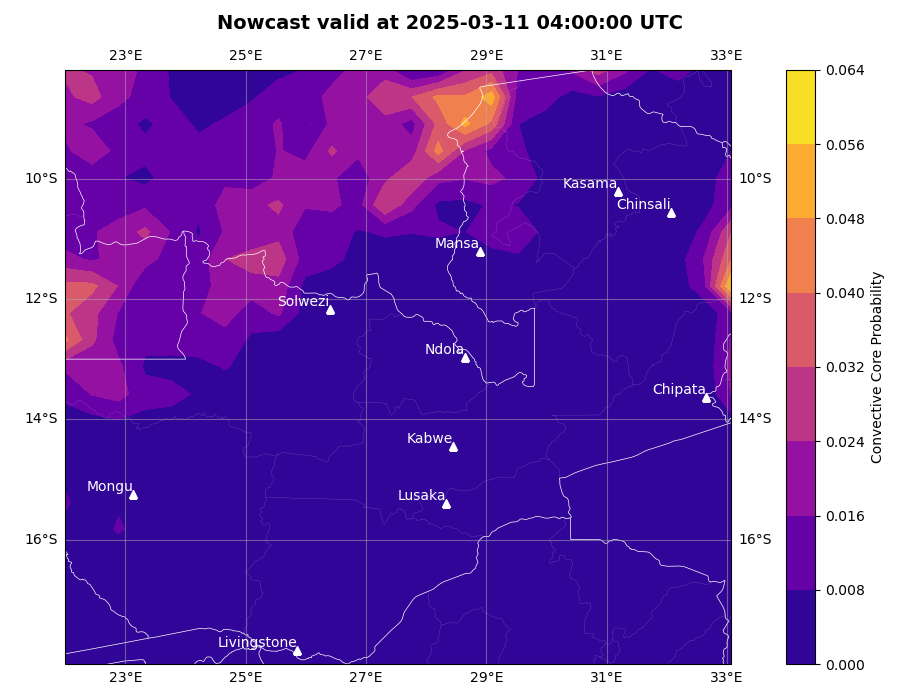 Nowcast valid at 2025-03-11 04:00:00 UTC
23°E 25°E 27°E 29°E 31°E 33°E
0.064
0.056
0.048
0.040
0.032
0.024
0.016
0.008
0.000
Convective Core Probability
10°S 10°S
12°S 12°S
14°S 14°S
16°S 16°S
Kasama
Chinsali
Mansa
Solwezi
Ndola
Chipata
Kabwe
Mongu
Lusaka
Livingstone
23°E 25°E 27°E 29°E 31°E 33°E